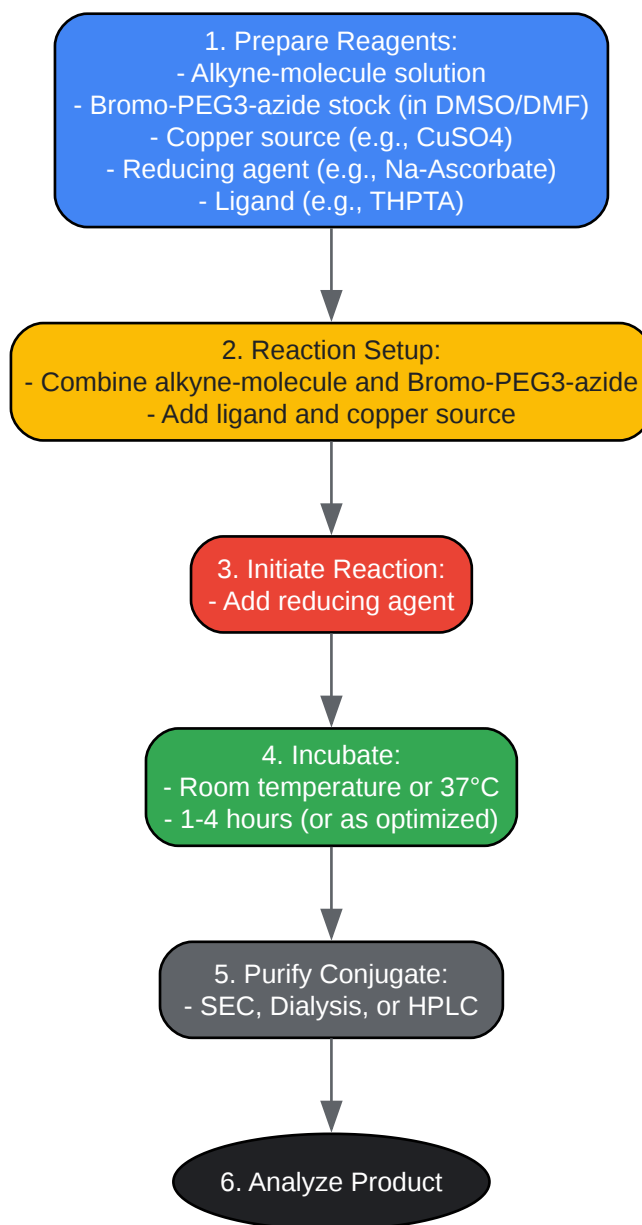 1. Prepare Reagents:
- Alkyne-molecule solution
- Bromo-PEG3-azide stock (in DMSO/DMF)
- Copper source (e.g., CuSO4)
- Reducing agent (e.g., Na-Ascorbate)
- Ligand (e.g., THPTA)
2. Reaction Setup:
- Combine alkyne-molecule and Bromo-PEG3-azide
- Add ligand and copper source
3. Initiate Reaction:
- Add reducing agent
4. Incubate:
- Room temperature or 37°C
- 1-4 hours (or as optimized)
5. Purify Conjugate:
- SEC, Dialysis, or HPLC
6. Analyze Product